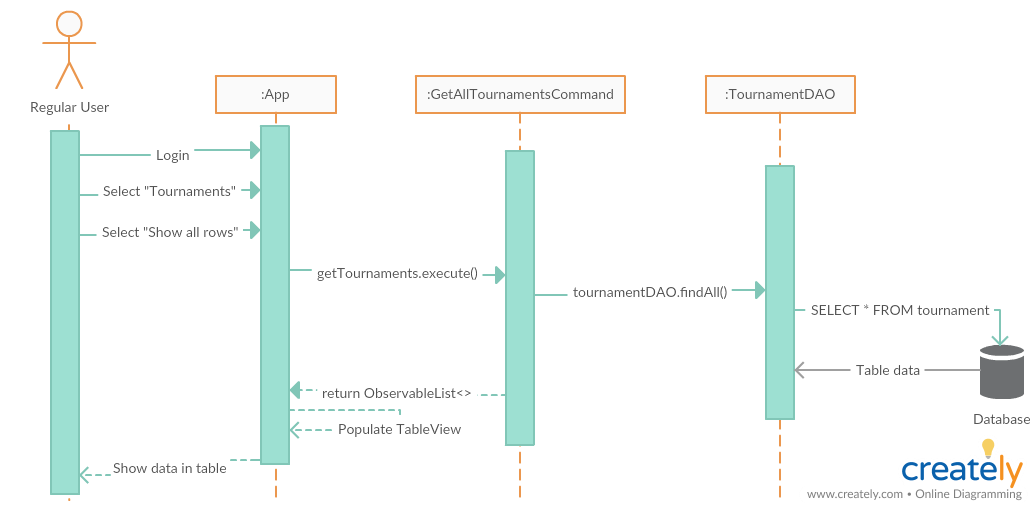 Regular User
:App
:GetAllTournamentsCommand
:TournamentDAO
Login
Select "Tournaments"
Select "Show all rows"
getTournaments.execute()
tournamentDAO.findAll()
SELECT * FROM tournament
Table data
return ObservableList<>
Database
Populate TableView
Show data in table
creately
www.creately.com • Online Diagramming